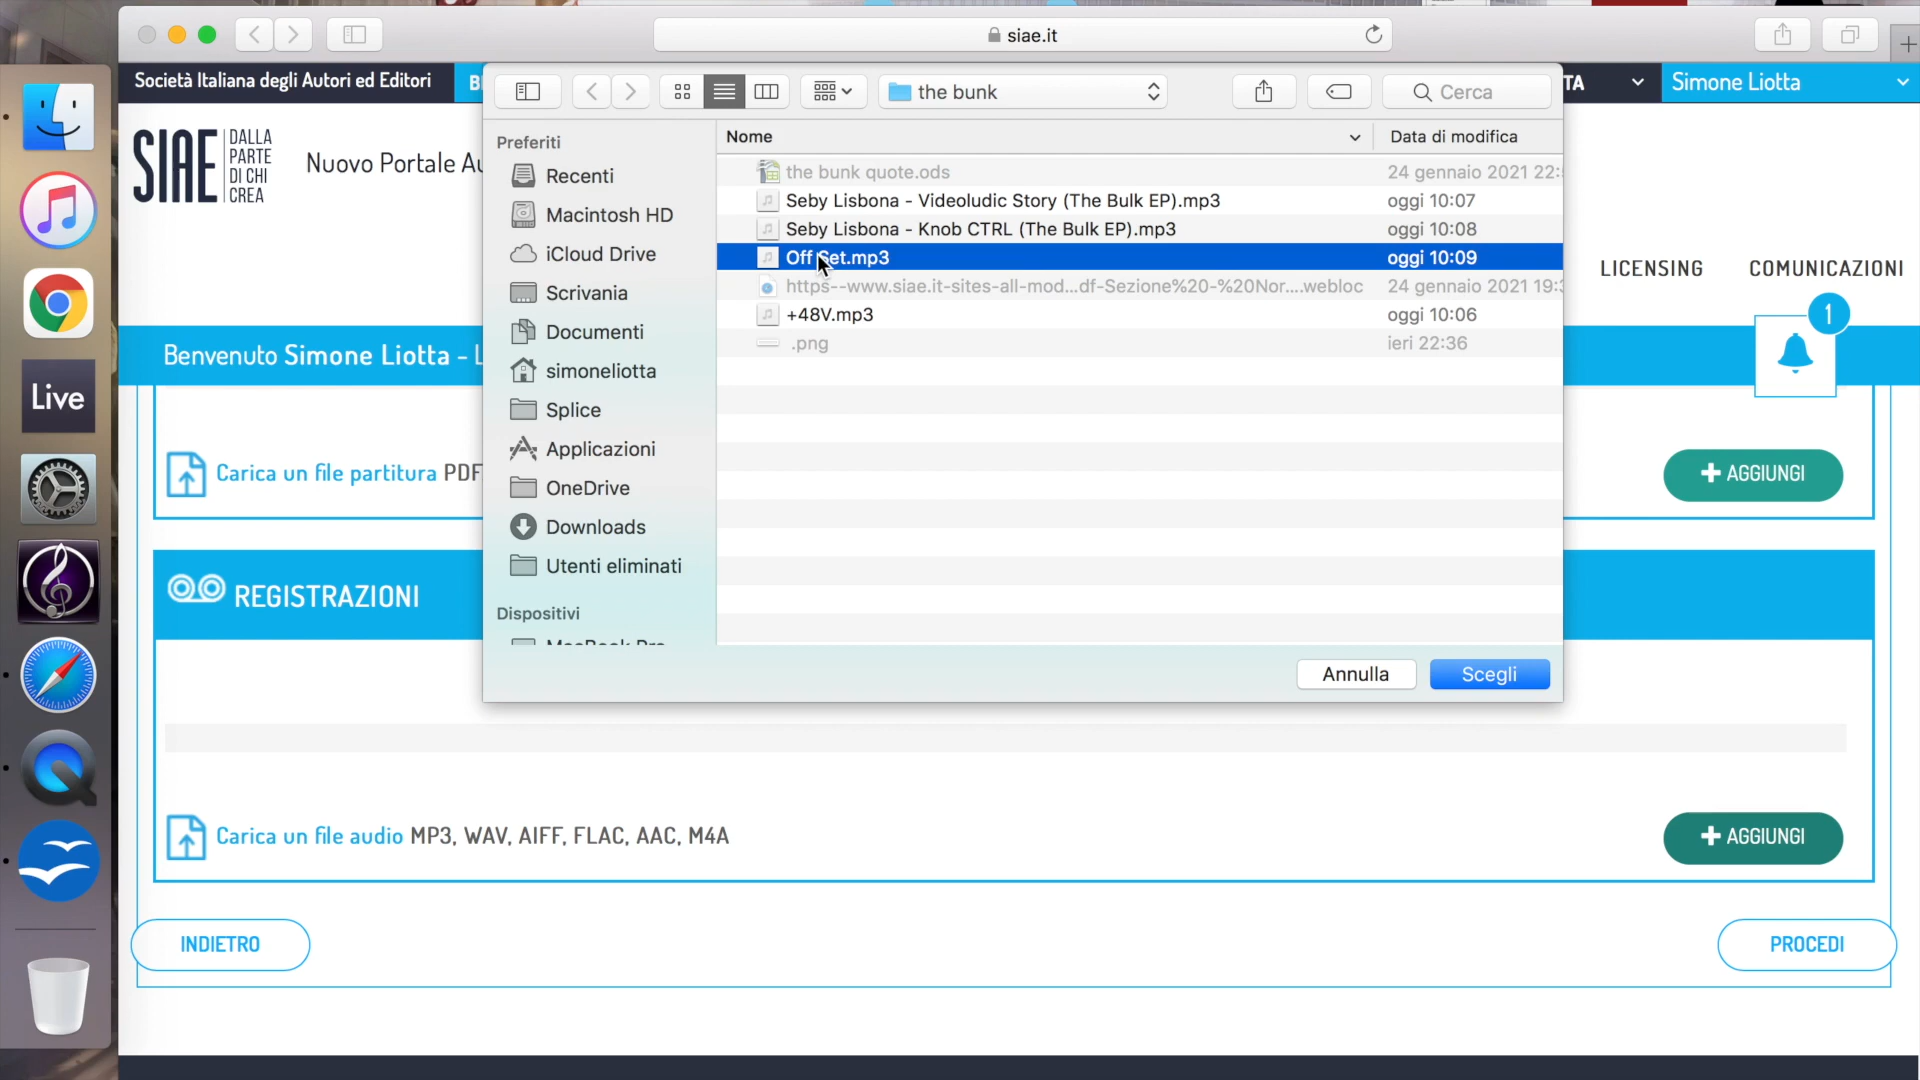 siae.it
Società Italiana degli Autori ed Editori
TA
Simone Liotta
SIAE
DALLA
PARTE
DI CHI
CREA
Nuovo Portale
the bunk
Cerca
Preferiti
Recenti
Macintosh HD
iCloud Drive
Scrivania
Documenti
simoneliotta
Splice
Applicazioni
OneDrive
Downloads
Utenti eliminati
Dispositivi
MacBook Pro
Nome
Data di modifica
the bunk quote.ods
24 gennaio 2021 22:
Seby Lisbona - Videoludic Story (The Bulk EP).mp3
oggi 10:07
Seby Lisbona - Knob CTRL (The Bulk EP).mp3
oggi 10:08
Off Set.mp3
oggi 10:09
https--www.siae.it-sites-all-mod...df-Sezione%20-%20Nor....webloc
24 gennaio 2021 19:
+48V.mp3
oggi 10:06
.png
ieri 22:36
Annulla
Scegli
LICENSING
COMUNICAZIONI
1
Benvenuto Simone Liotta - L
Live
Carica un file partitura PDF
+ AGGIUNGI
REGISTRAZIONI
Carica un file audio MP3, WAV, AIFF, FLAC, AAC, M4A
+ AGGIUNGI
INDIETRO
PROCEDI